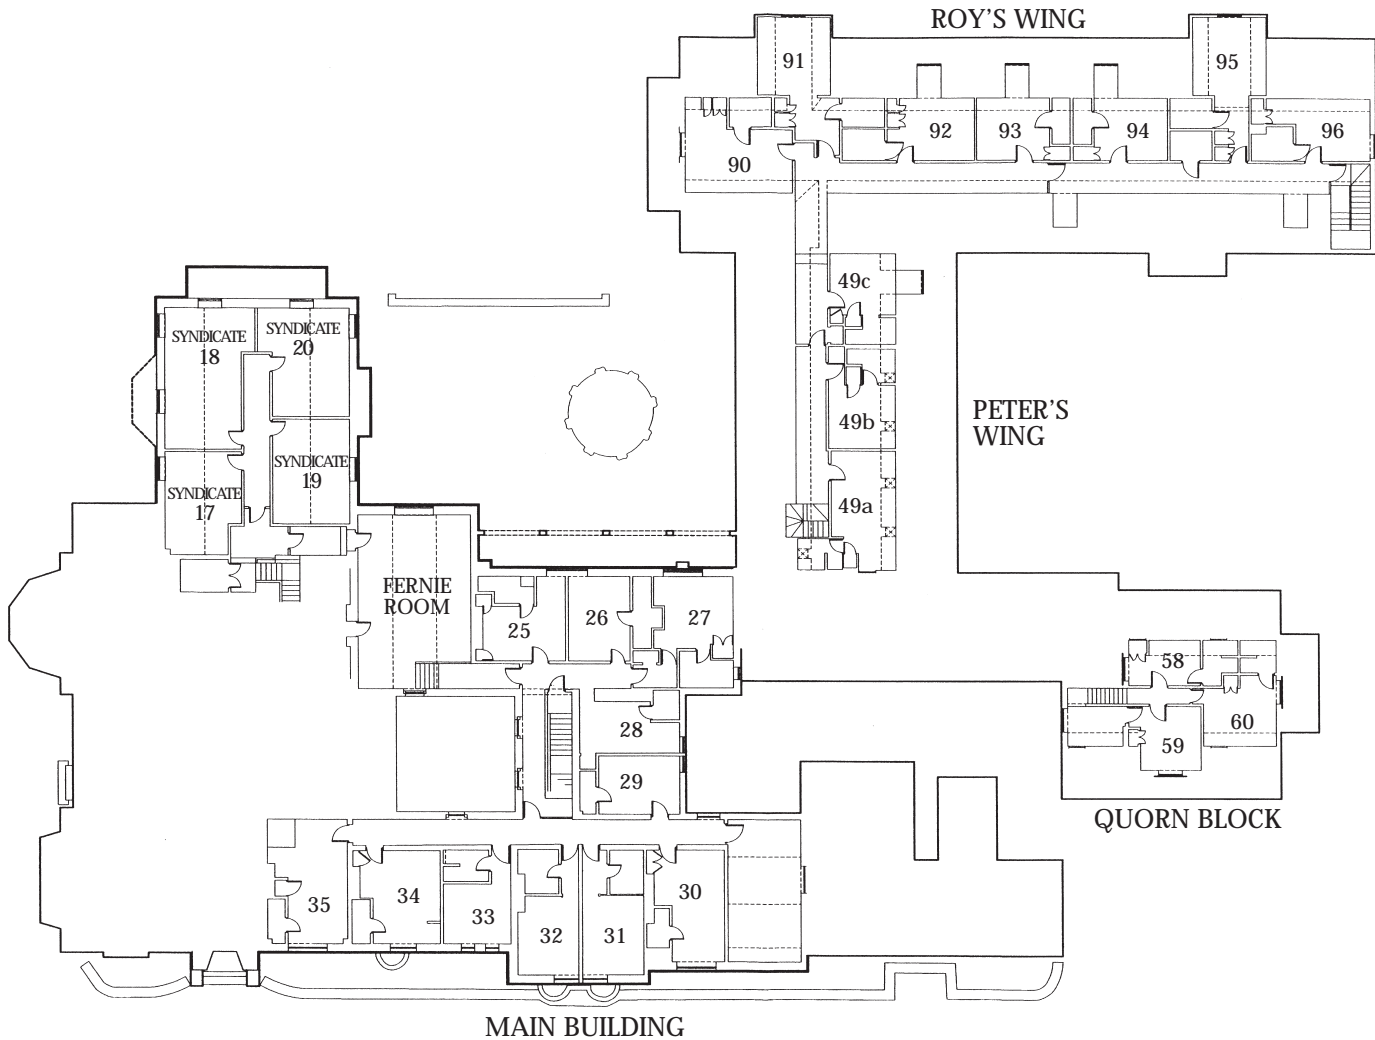 ROY'S WING
91
95
92
93
94
96
90
49c
SYNDICATE
18
SYNDICATE
20
49b
PETER'S
WING
SYNDICATE
19
SYNDICATE
17
49a
FERNIE
ROOM
25
26
27
58
28
59
60
29
QUORN BLOCK
35
34
33
32
31
30
MAIN BUILDING